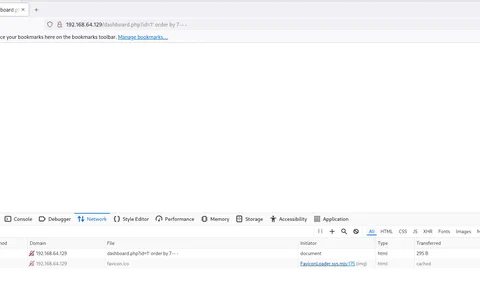 board.p ×
192.168.64.129/dashboard.php?id=1' order by 7-- -
ce your bookmarks here on the bookmarks toolbar. Manage bookmarks...
Console Debugger Network Style Editor Performance Memory Storage Accessibility Application
All HTML CSS JS XHR Fonts Images
hod Domain File Initiator Type Transferred
192.168.64.129 dashboard.php?id=1' order by 7-- - document html 295 B
192.168.64.129 favicon.ico FaviconLoader.sys.mjs:175 (img) html cached